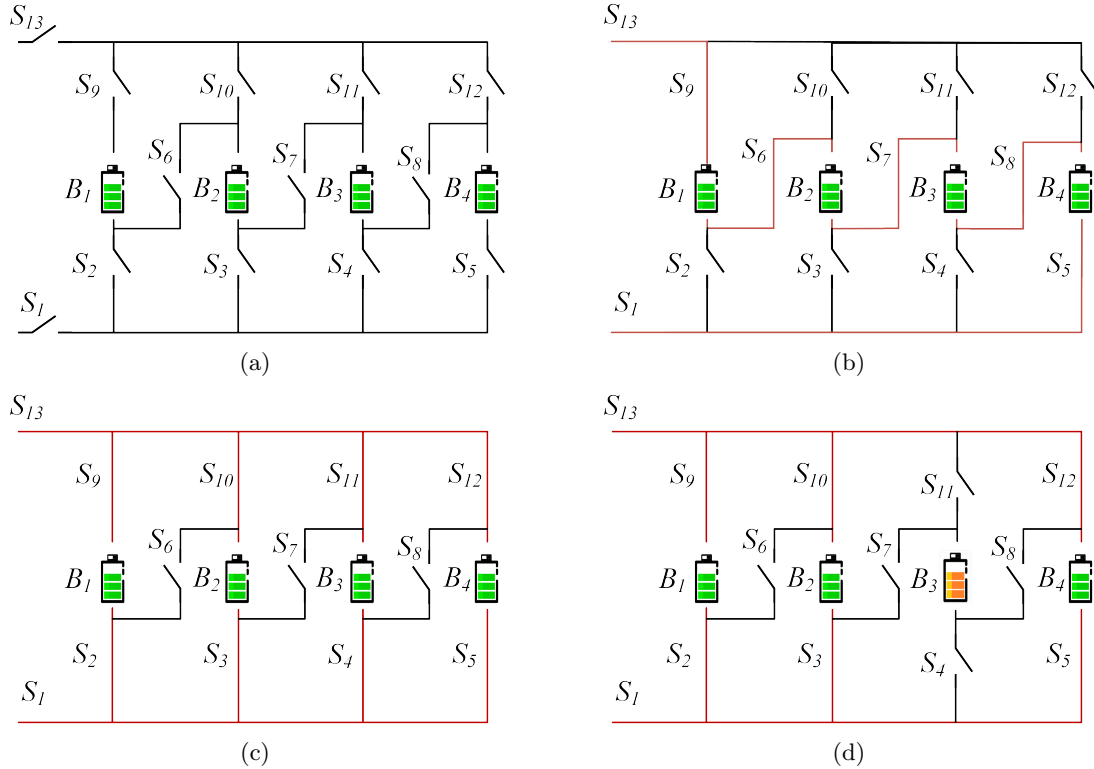 S13 S13
S9 S10 S11 S12 S9 S10 S11 S12
S6 S7 S8 S6 S7 S8
B1 B2 B3 B4 B1 B2 B3 B4
S2 S3 S4 S5 S2 S3 S4 S5
S1 S1
(a) (b)
S13 S13
S9 S10 S11 S12 S9 S10 S11 S12
S6 S7 S8 S6 S7 S8
B1 B2 B3 B4 B1 B2 B3 B4
S2 S3 S4 S5 S2 S3 S4 S5
S1 S1
(c) (d)